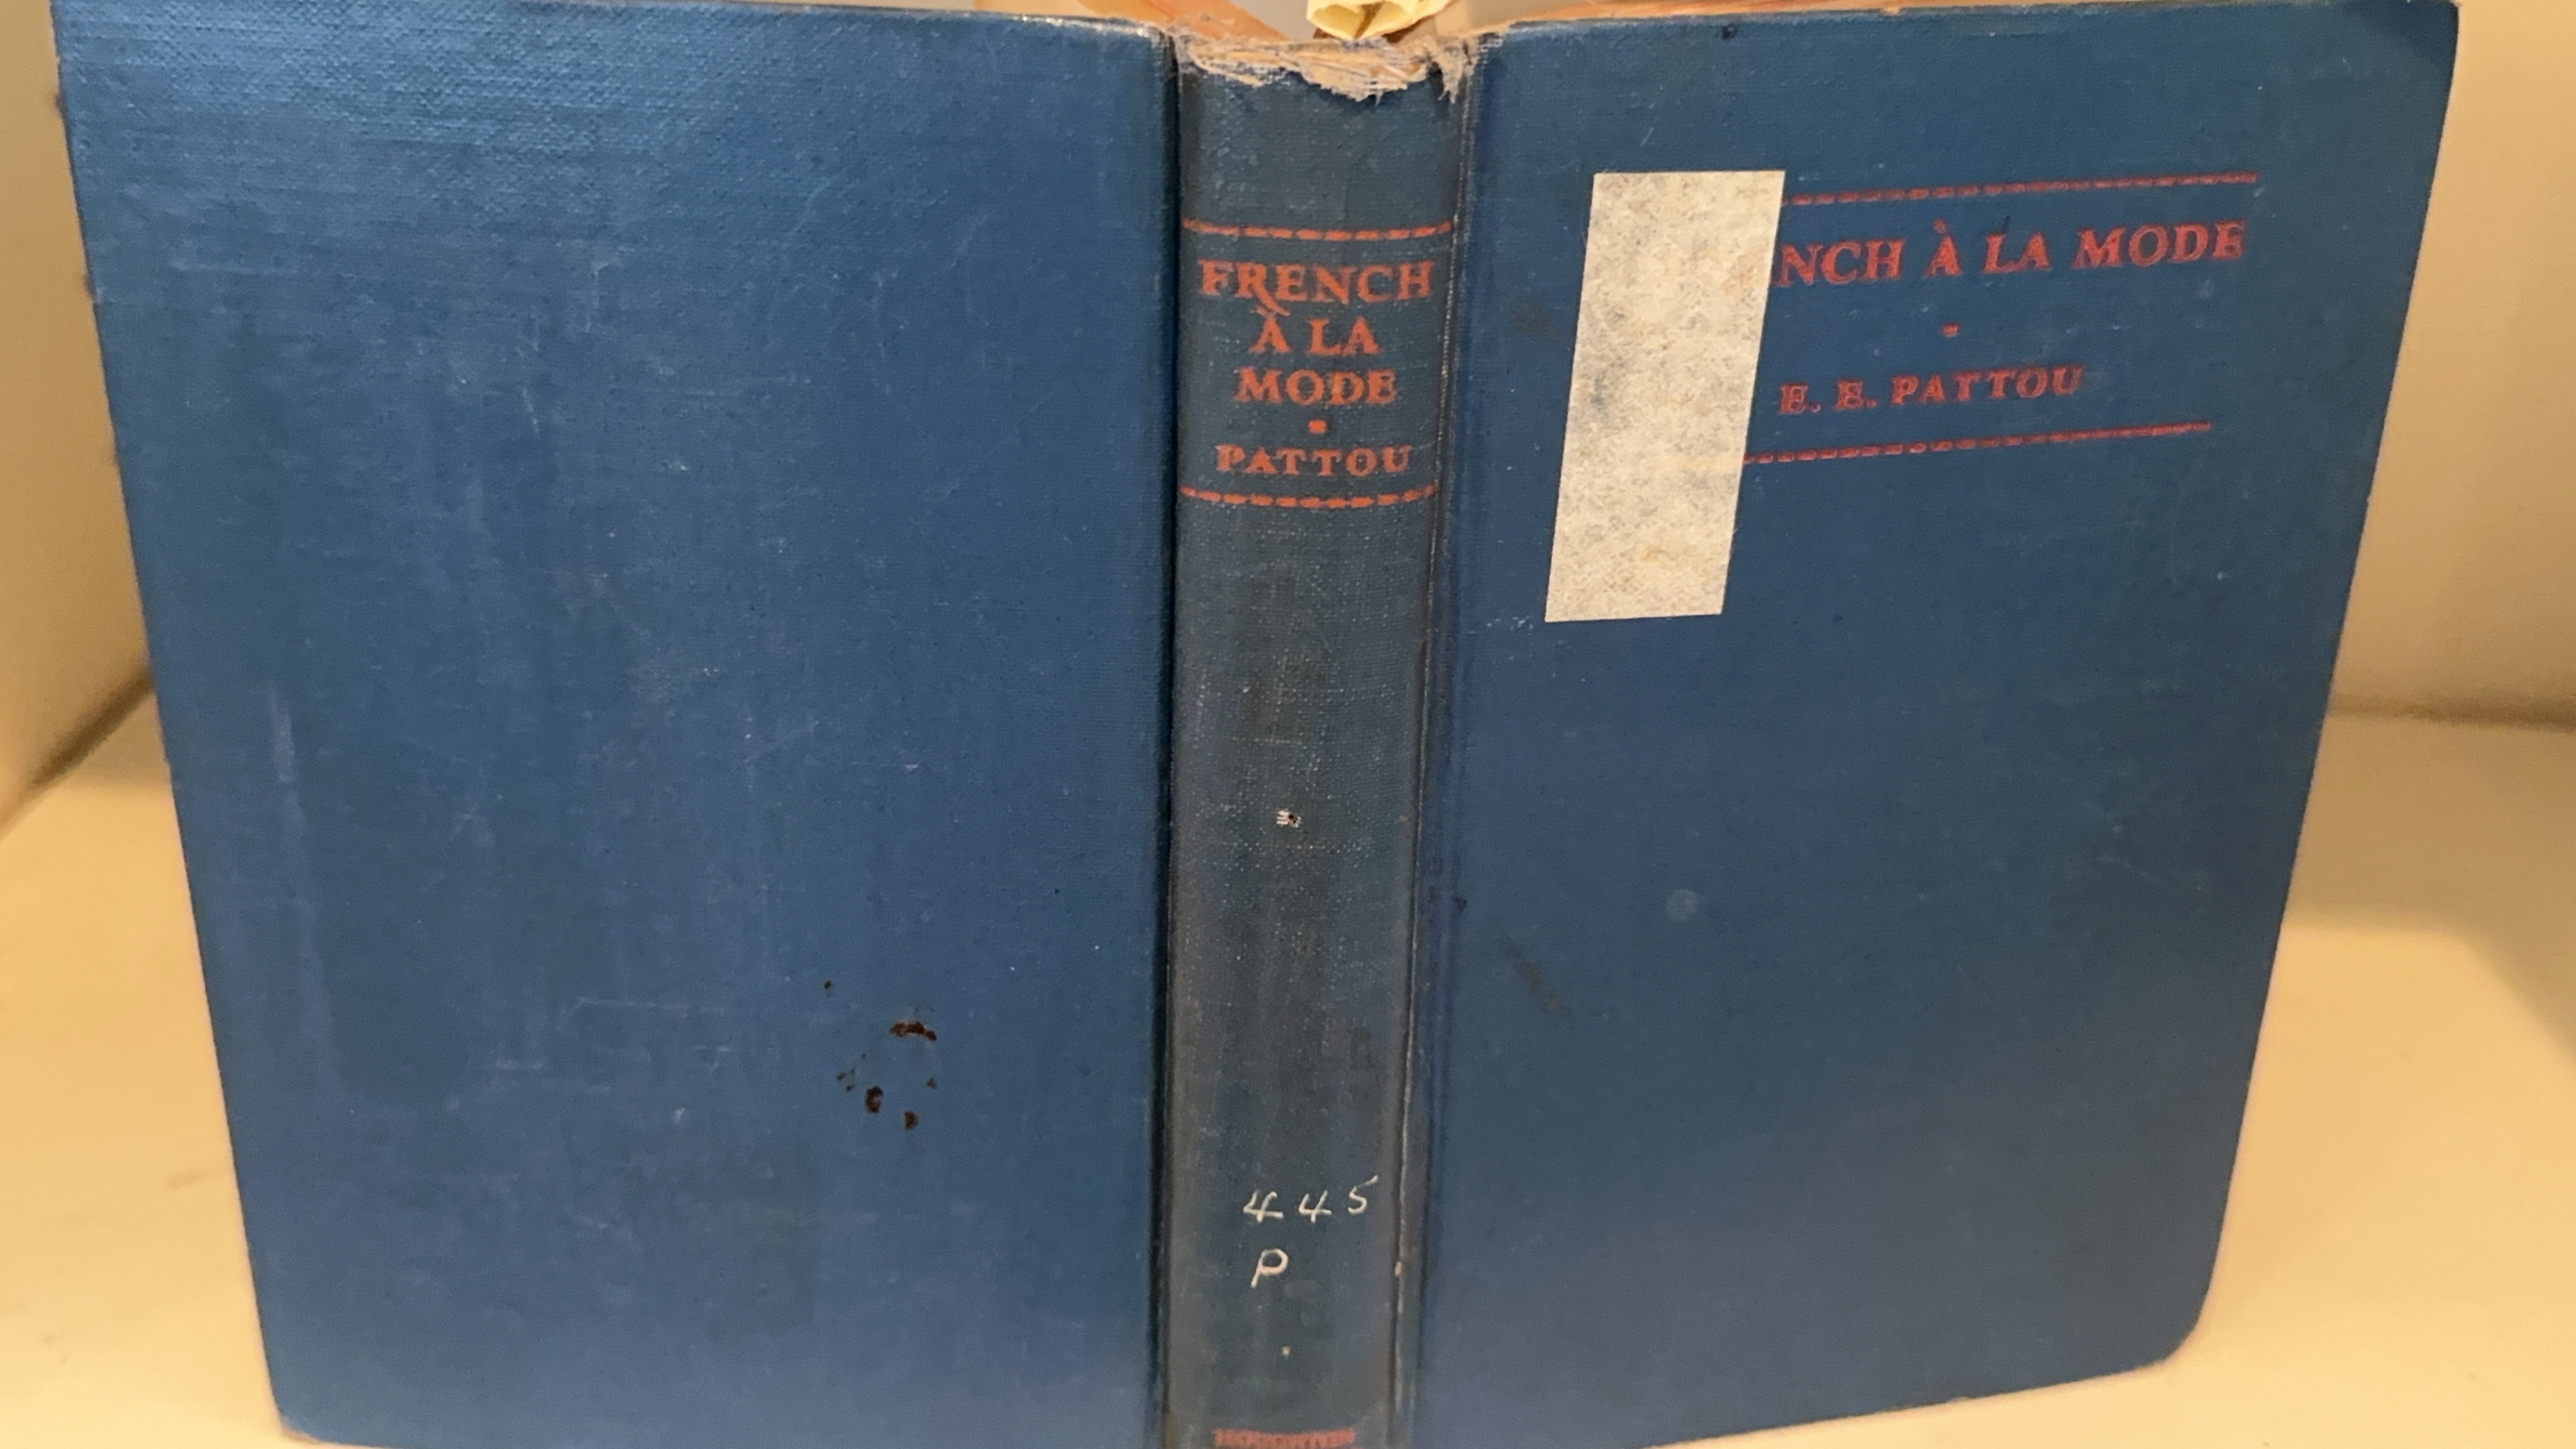 FRENCH
À LA
MODE
PATTOU
445
P
NCH À LA MODE
E. E. PATTOU